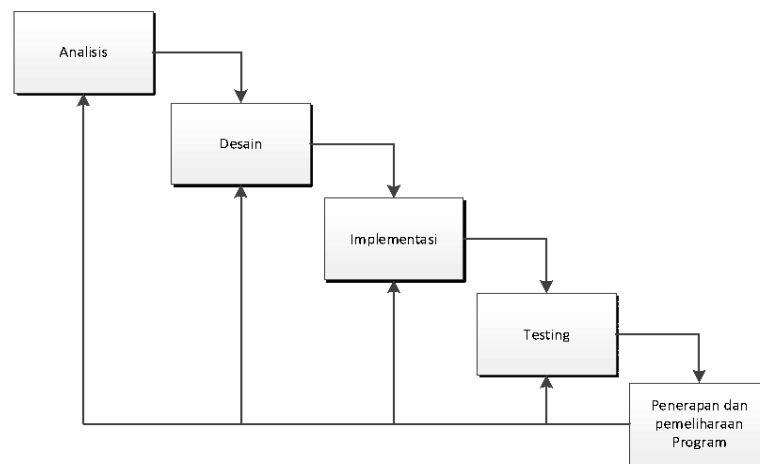 Analisis
Desain
Implementasi
Testing
Penerapan dan
pemeliharaan
Program